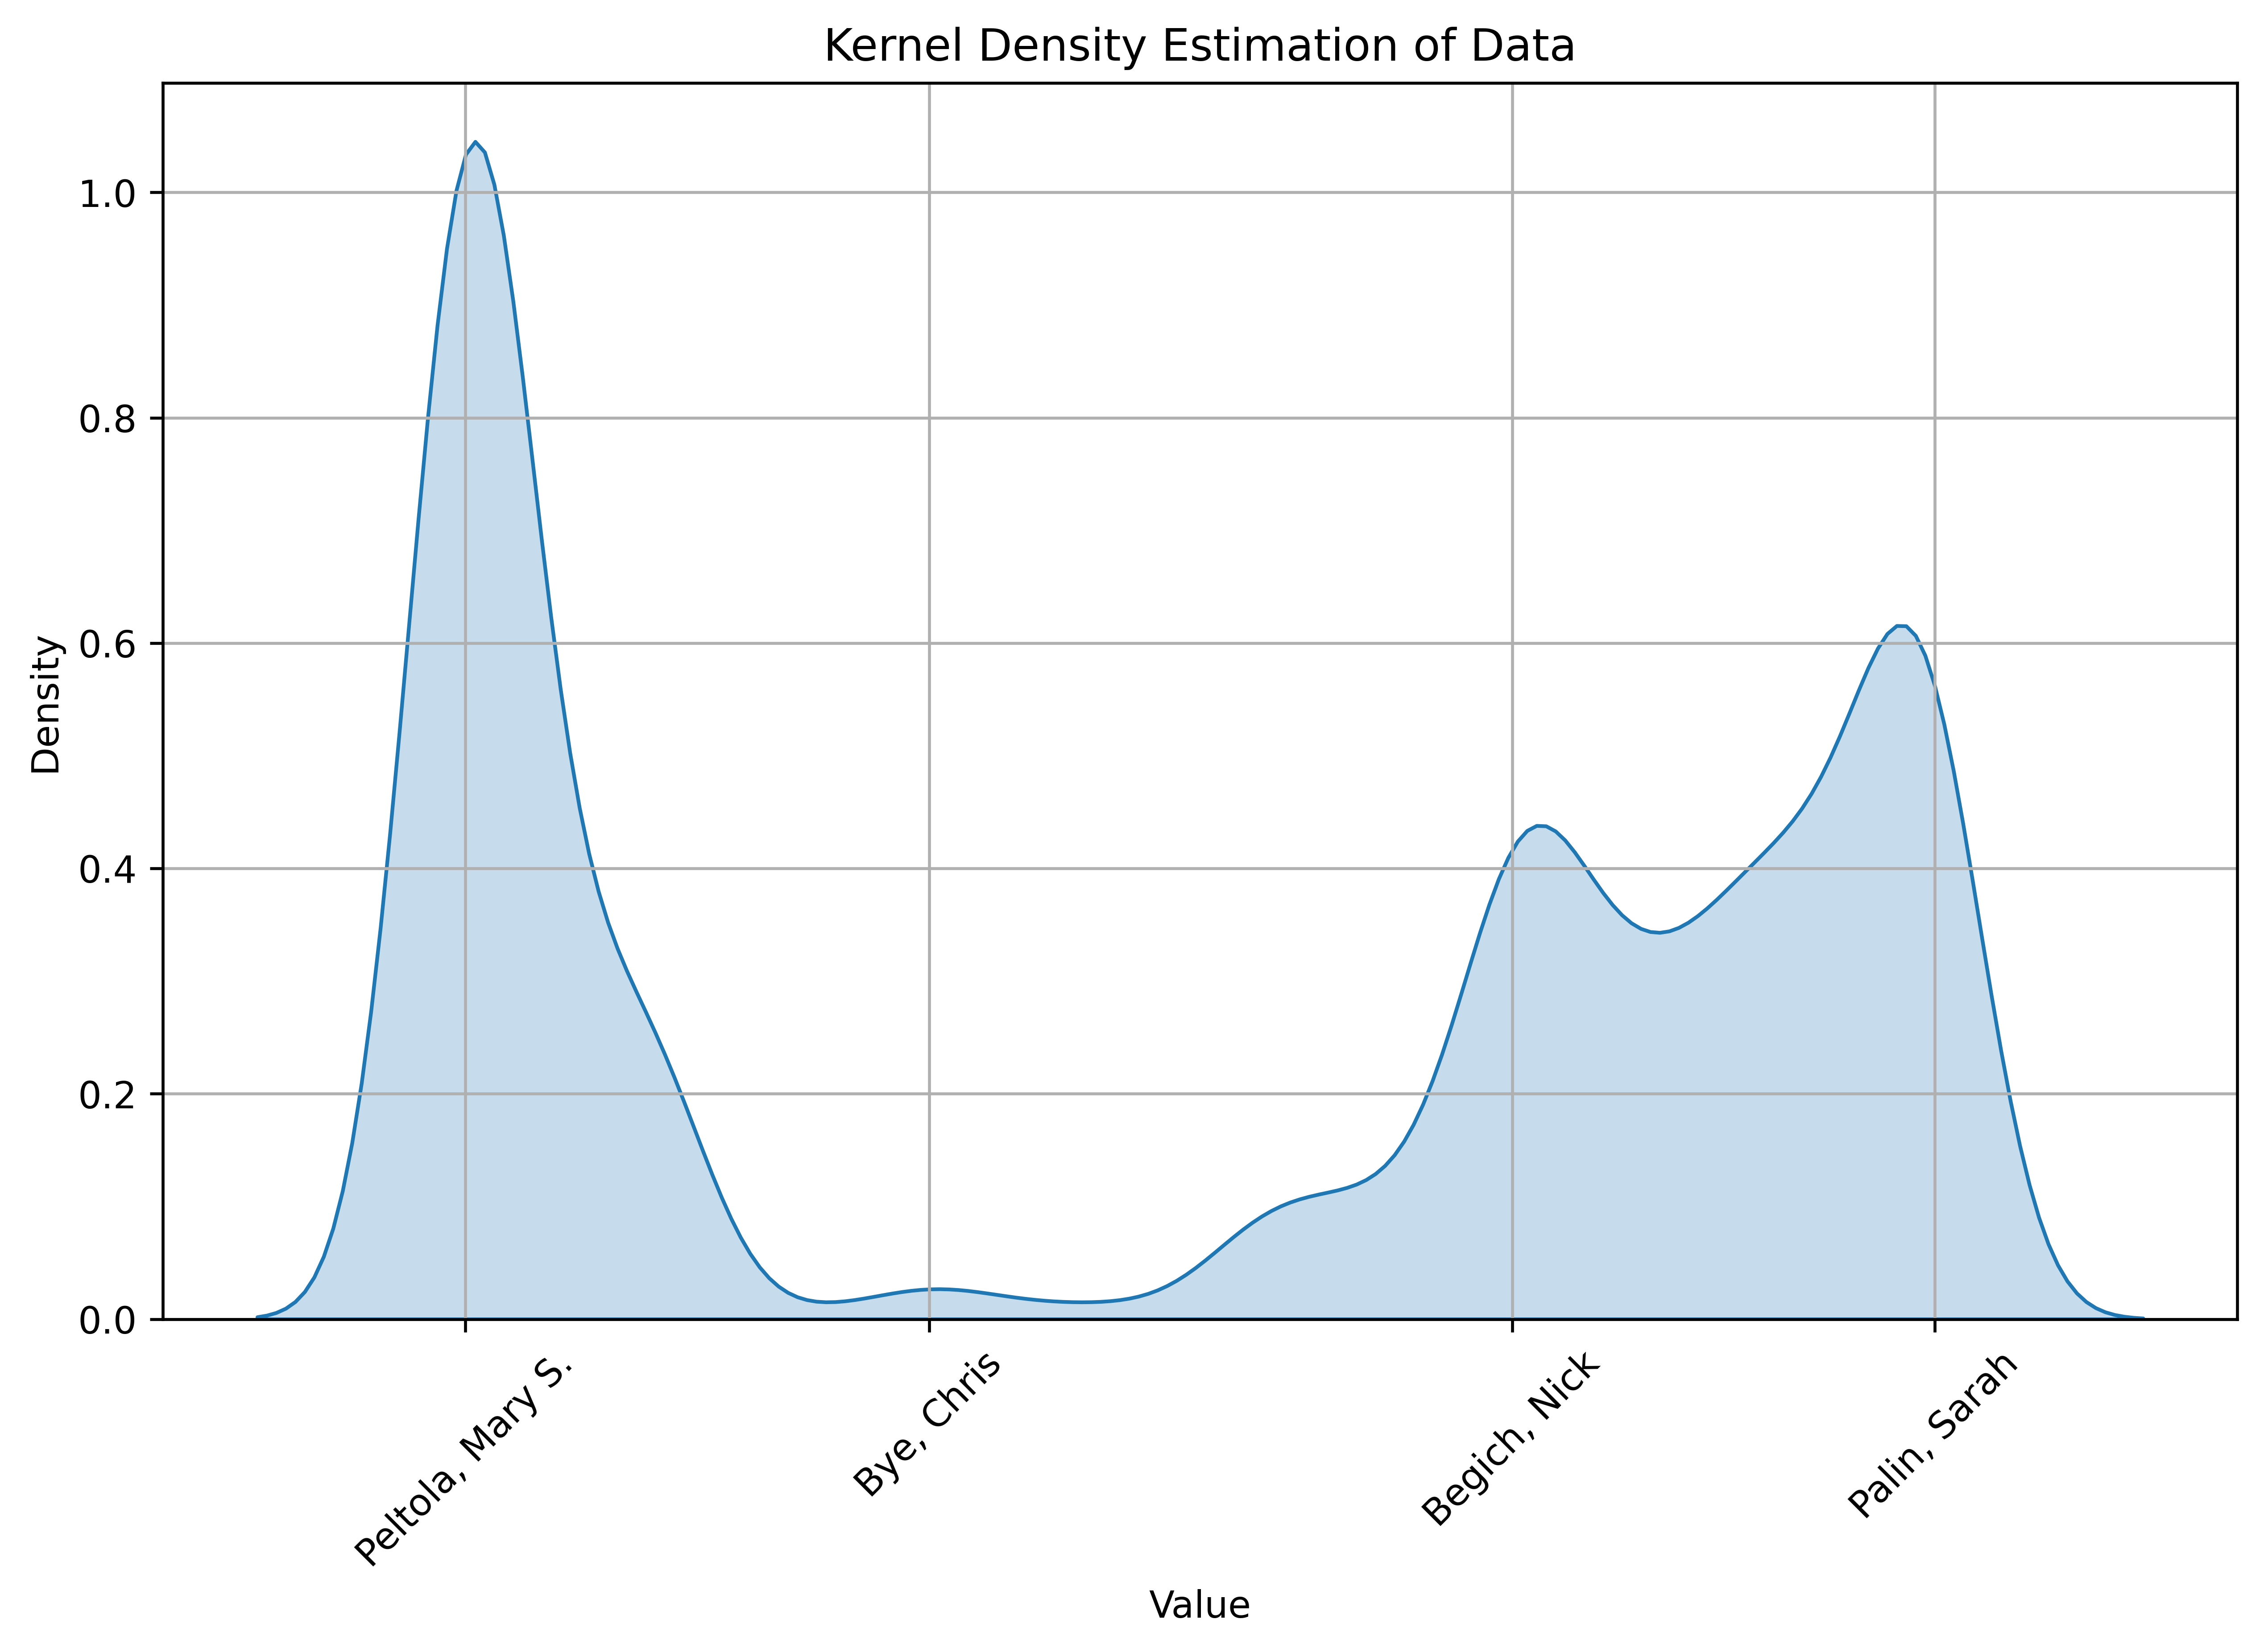 Kernel Density Estimation of Data
Density
1.0
0.8
0.6
0.4
0.2
0.0
Peltola, Mary S.
Bye, Chris
Begich, Nick
Palin, Sarah
Value